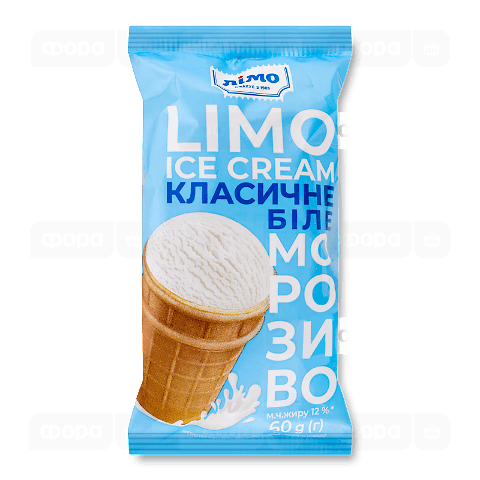 лімо
LIMO
ICE CREAM
КЛАСИЧНЕ
БІЛЕ
МО
РО
ЗИ
ВО
м.ч.жиру 12 %*
60 g (г)
фора